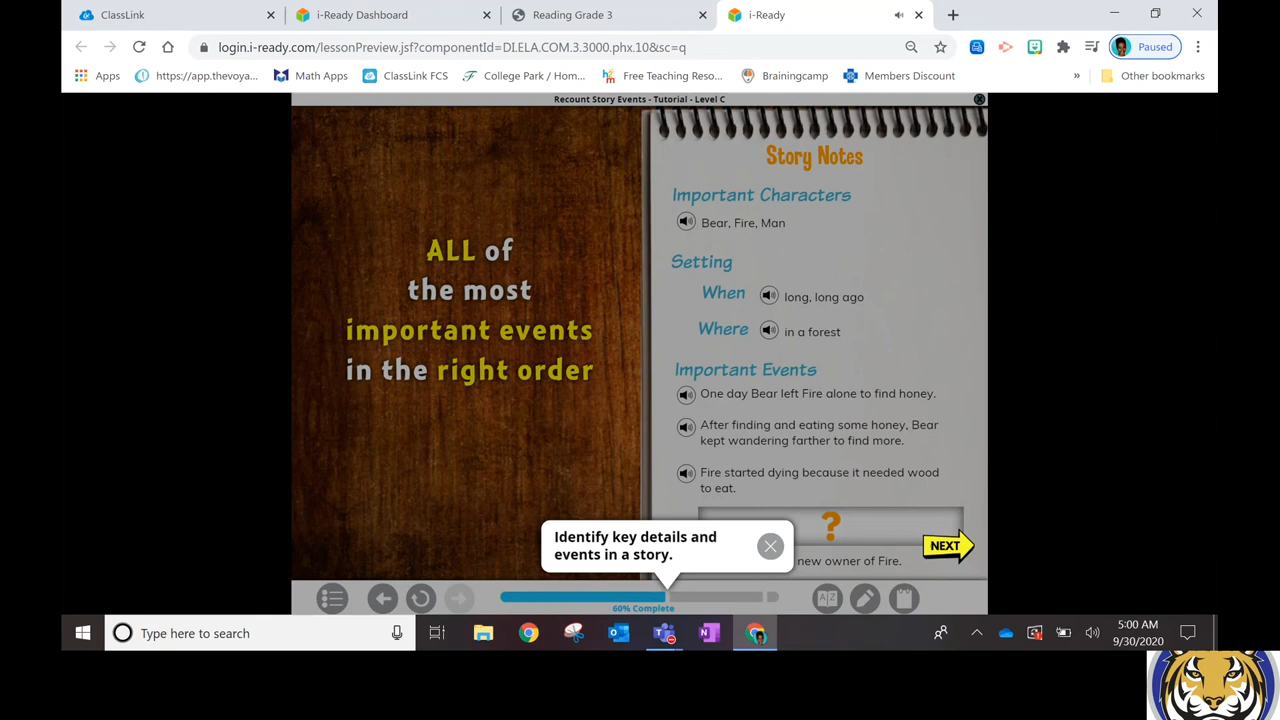 ClassLink
i-Ready Dashboard
Reading Grade 3
i-Ready
login.i-ready.com/lessonPreview.jsf?componentId=DI.ELA.COM.3.3000.phx.10&sc=q
Paused
Apps
https://app.thevoya...
Math Apps
ClassLink FCS
College Park / Hom...
Free Teaching Reso...
Brainingcamp
Members Discount
»
Other bookmarks
Recount Story Events - Tutorial - Level C
ALL of
the most
important events
in the right order
Story Notes
Important Characters
Bear, Fire, Man
Setting
When long, long ago
Where in a forest
Important Events
One day Bear left Fire alone to find honey.
After finding and eating some honey, Bear
kept wandering farther to find more.
Fire started dying because it needed wood
to eat.
?
new owner of Fire.
NEXT
Identify key details and
events in a story.
60% Complete
A Z
Type here to search
5:00 AM
9/30/2020